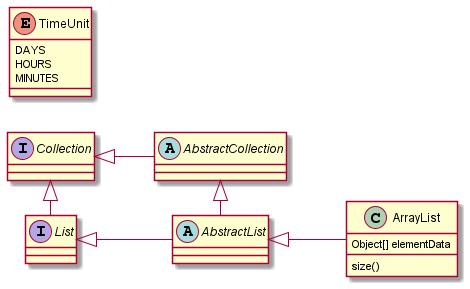 E TimeUnit
DAYS
HOURS
MINUTES
I Collection
A AbstractCollection
I List
A AbstractList
C ArrayList
Object[] elementData
size()